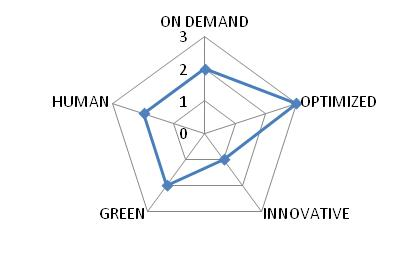 ON DEMAND
3
2
1
0
HUMAN
OPTIMIZED
GREEN
INNOVATIVE